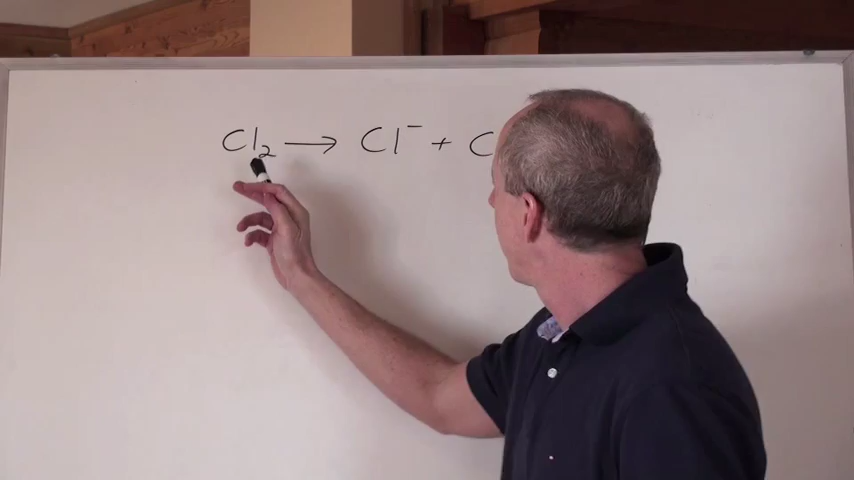 Cl₂ → Cl⁻ + C